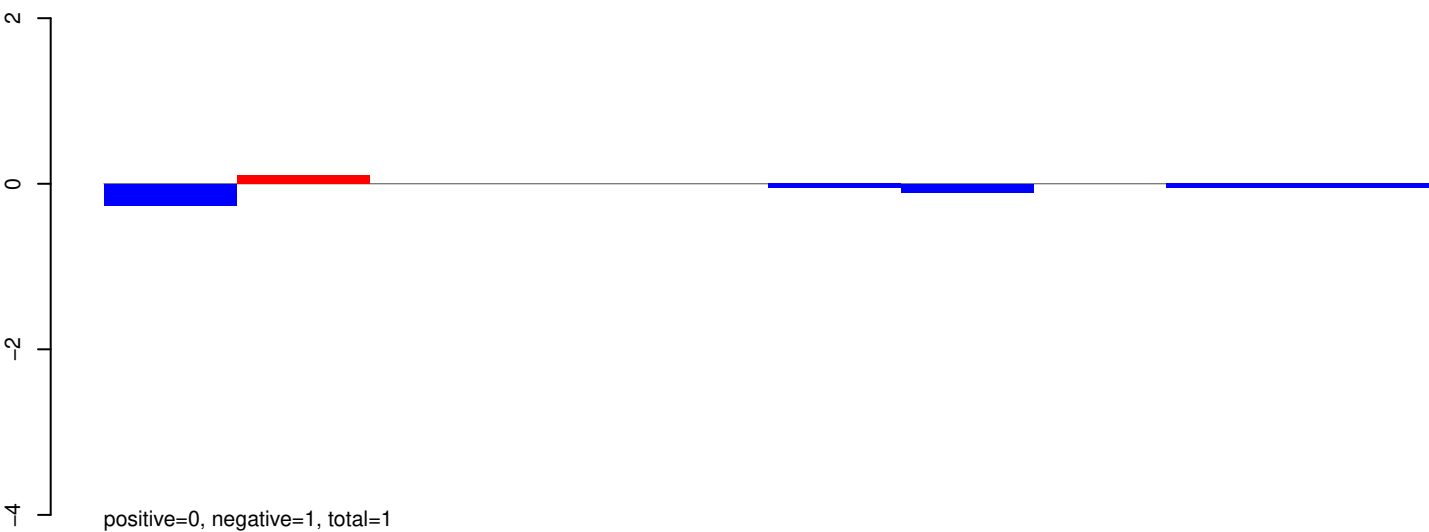 2
0
−2
−4
positive=0, negative=1, total=1